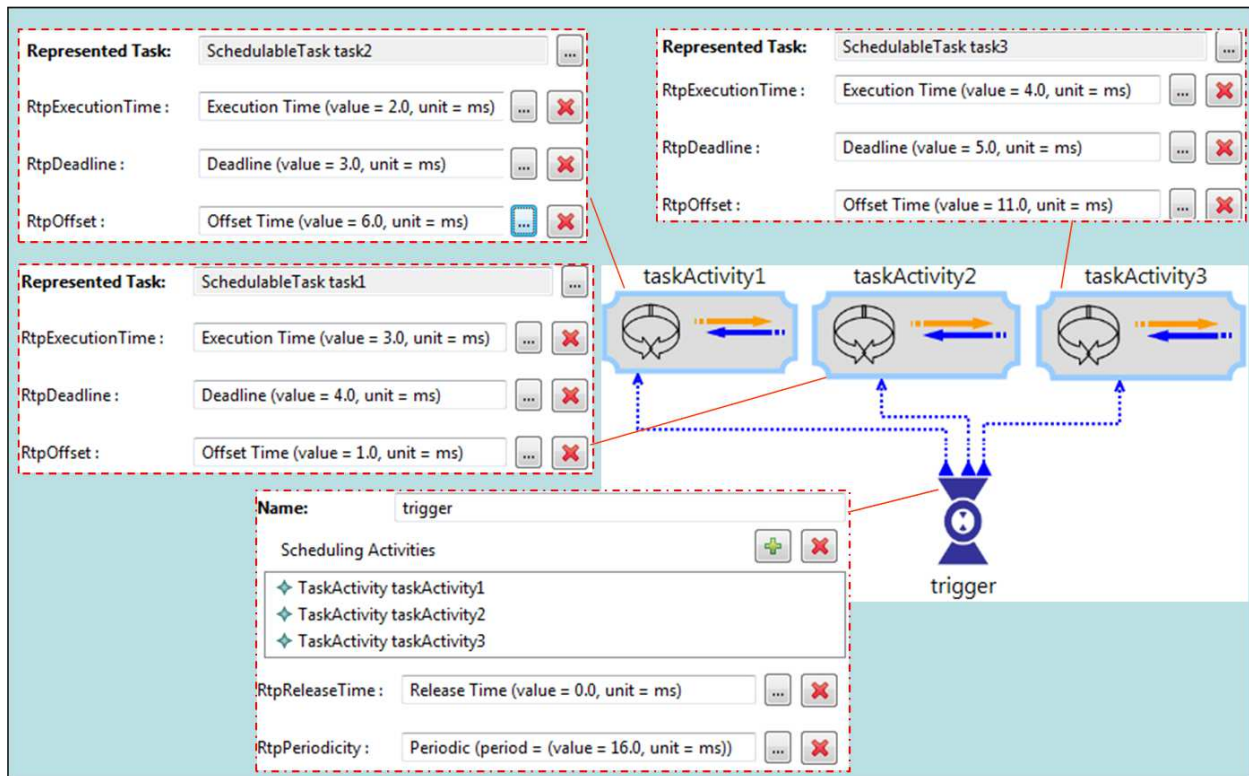 Represented Task: SchedulableTask task2 ...
RtpExecutionTime : Execution Time (value = 2.0, unit = ms) ...
RtpDeadline : Deadline (value = 3.0, unit = ms) ...
RtpOffset : Offset Time (value = 6.0, unit = ms) ...
Represented Task: SchedulableTask task3 ...
RtpExecutionTime : Execution Time (value = 4.0, unit = ms) ...
RtpDeadline : Deadline (value = 5.0, unit = ms) ...
RtpOffset : Offset Time (value = 11.0, unit = ms) ...
Represented Task: SchedulableTask task1 ...
RtpExecutionTime : Execution Time (value = 3.0, unit = ms) ...
RtpDeadline : Deadline (value = 4.0, unit = ms) ...
RtpOffset : Offset Time (value = 1.0, unit = ms) ...
taskActivity1 taskActivity2 taskActivity3
trigger
Name: trigger
Scheduling Activities
TaskActivity taskActivity1
TaskActivity taskActivity2
TaskActivity taskActivity3
RtpReleaseTime : Release Time (value = 0.0, unit = ms) ...
RtpPeriodicity : Periodic (period = (value = 16.0, unit = ms)) ...